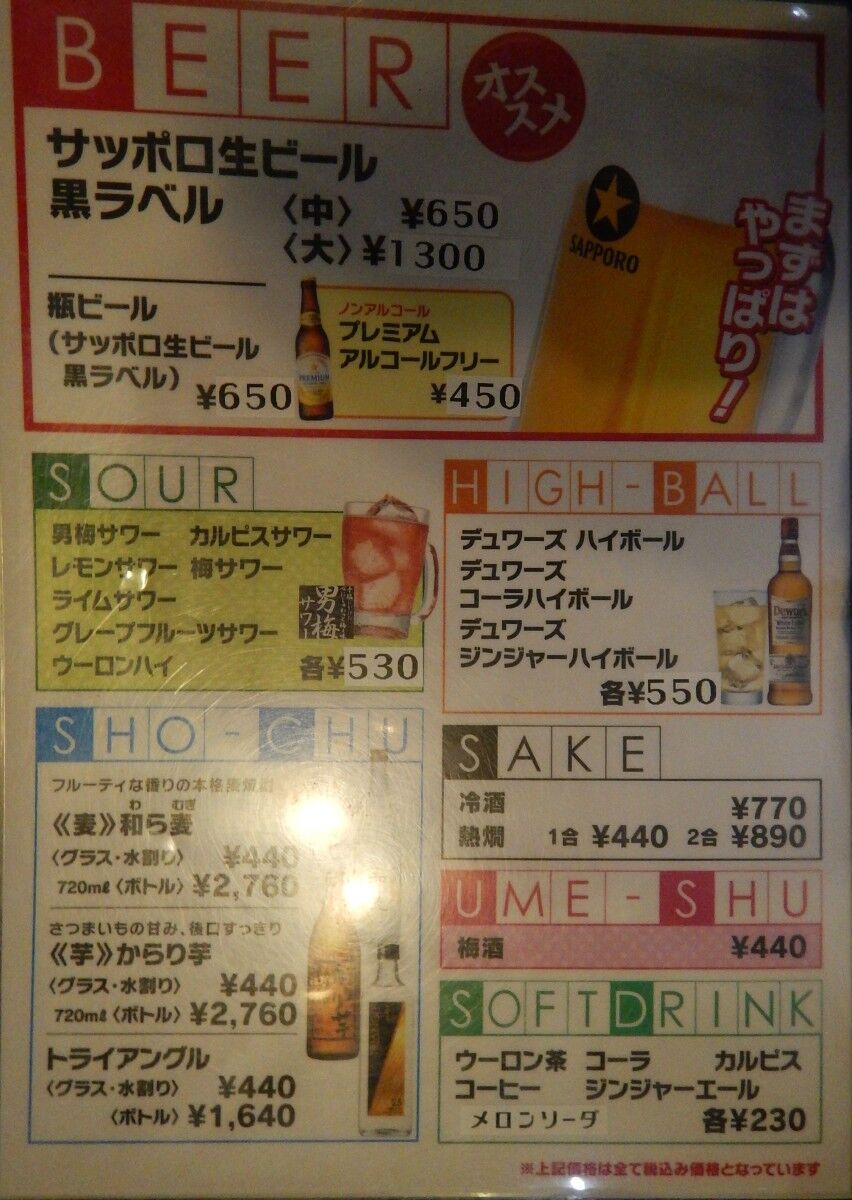 BEER
オススメ
サッポロ生ビール
黒ラベル 〈中〉 ¥650
〈大〉 ¥1300
SAPPORO
まずは
やっぱり!
瓶ビール
(サッポロ生ビール
黒ラベル)
¥650
PREMIUM
ノンアルコール
プレミアム
アルコールフリー
¥450
SOUR
男梅サワー カルピスサワー
レモンサワー 梅サワー
ライムサワー
グレープフルーツサワー
ウーロンハイ
各¥530
男梅
サワー
HIGH-BALL
デュワーズ ハイボール
デュワーズ
コーラハイボール
デュワーズ
ジンジャーハイボール
各¥550
Dewar's
SHO-CHU
フルーティな香りの本格麦焼酎
わ むぎ
《麦》和ら麦
〈グラス・水割り〉 ¥440
720mℓ〈ボトル〉 ¥2,760
さつまいもの甘み、後口すっきり
《芋》からり芋
〈グラス・水割り〉 ¥440
720mℓ〈ボトル〉 ¥2,760
トライアングル
〈グラス・水割り〉 ¥440
〈ボトル〉 ¥1,640
SAKE
冷酒 ¥770
熱燗 1合 ¥440 2合 ¥890
UME-SHU
梅酒 ¥440
SOFTDRINK
ウーロン茶 コーラ カルピス
コーヒー ジンジャーエール
メロンソーダ 各¥230
※上記価格は全て税込み価格となっています